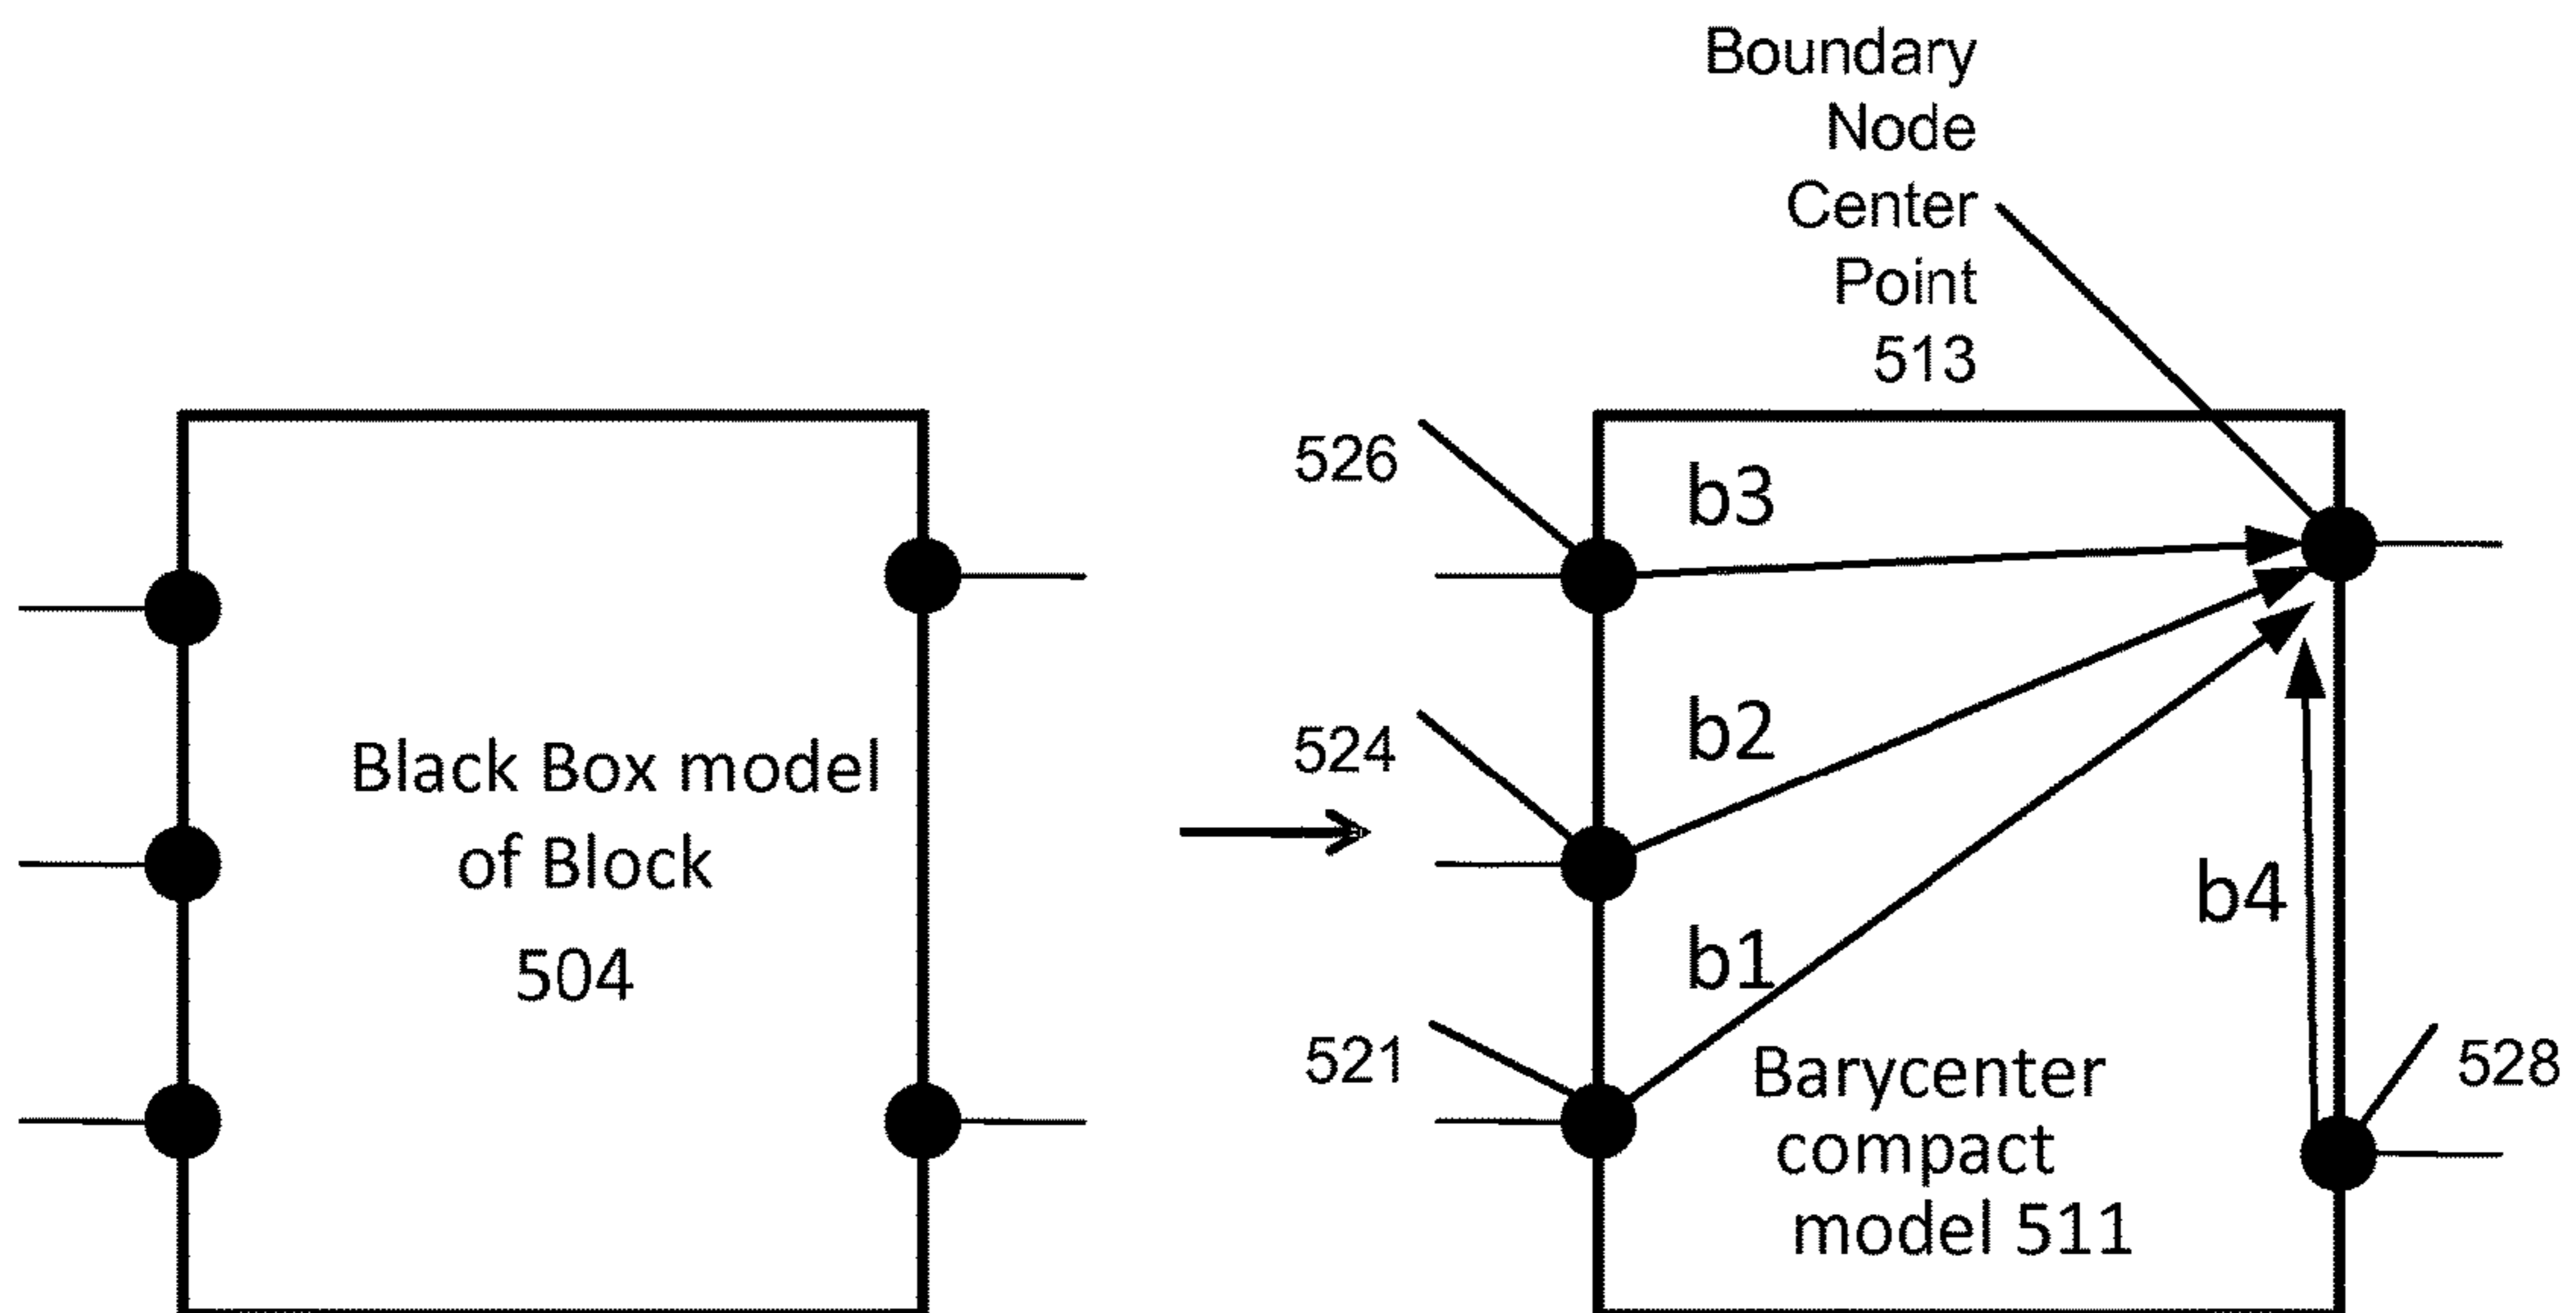 Boundary
Node
Center
Point
513
Black Box model
of Block
504
526
b3
524
b2
521
b1
b4
528
Barycenter
compact
model 511